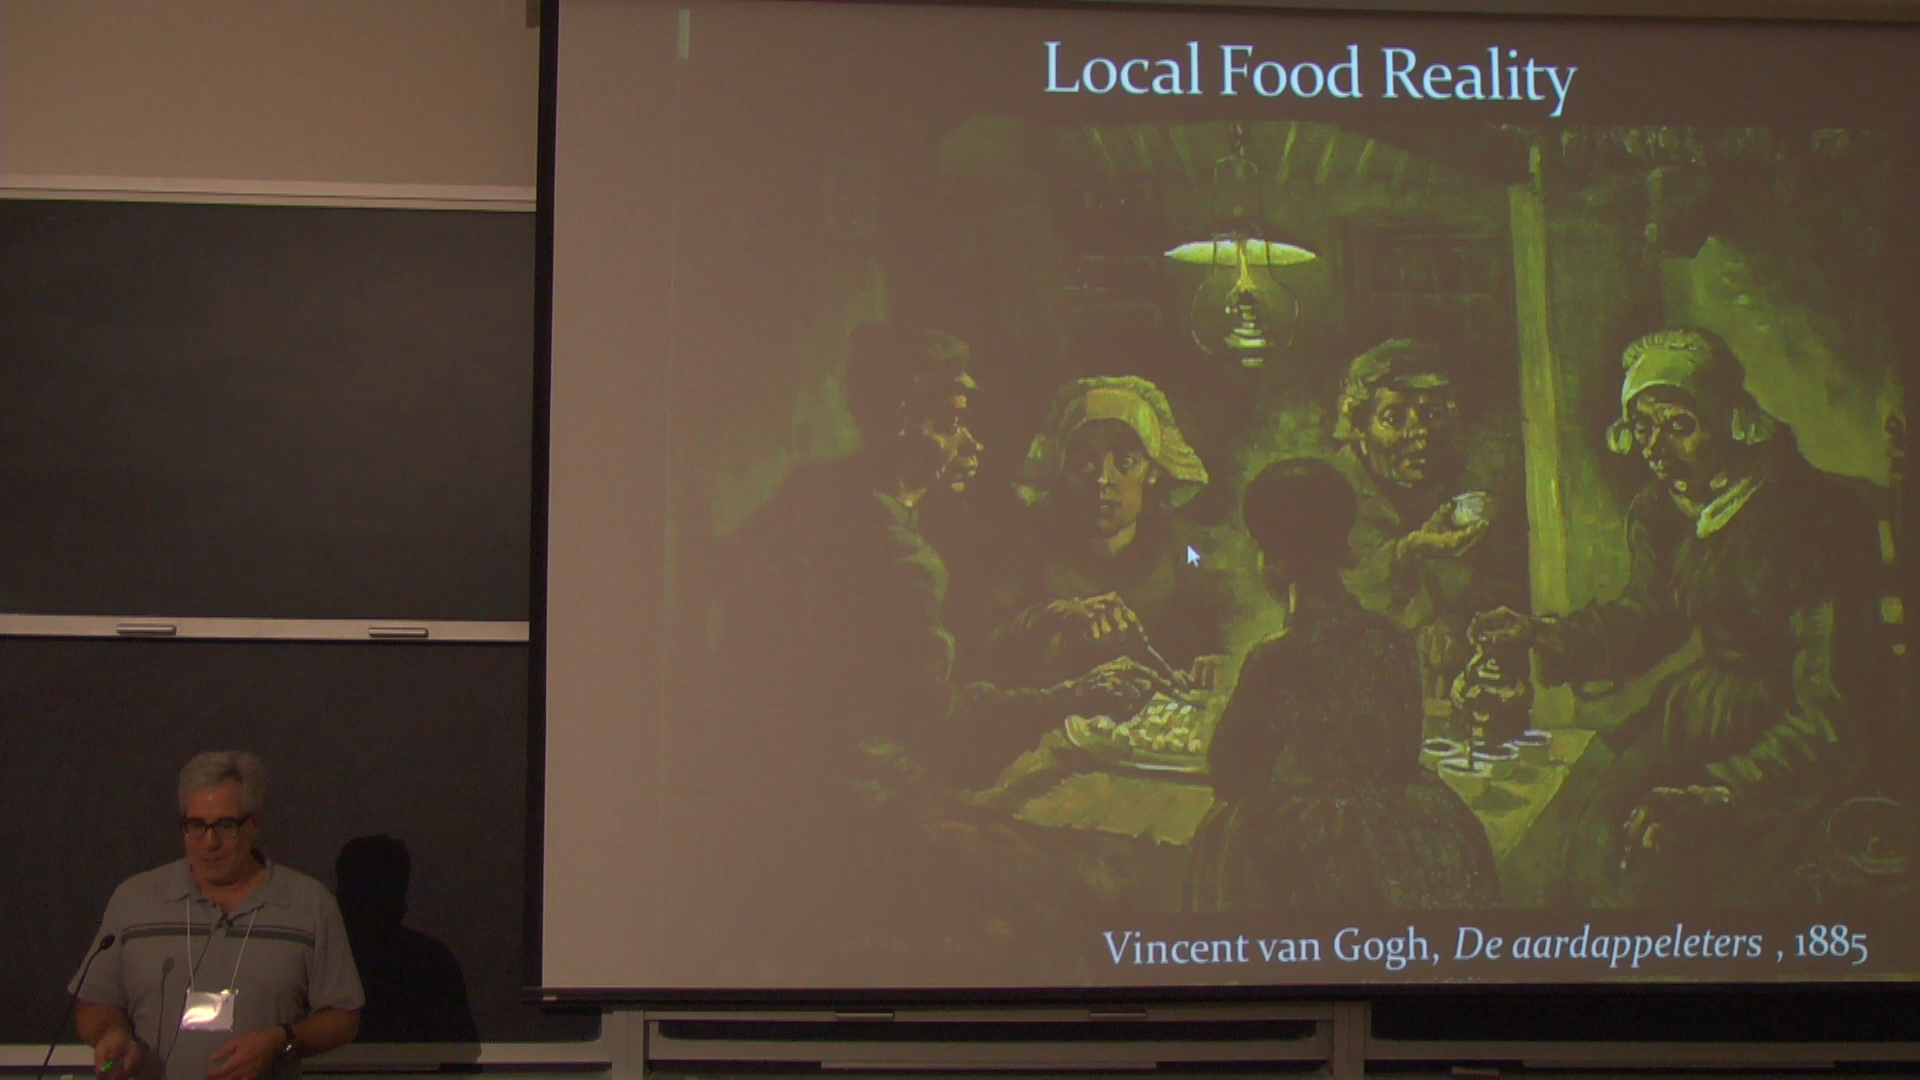 Local Food Reality
Vincent van Gogh, De aardappeleters , 1885